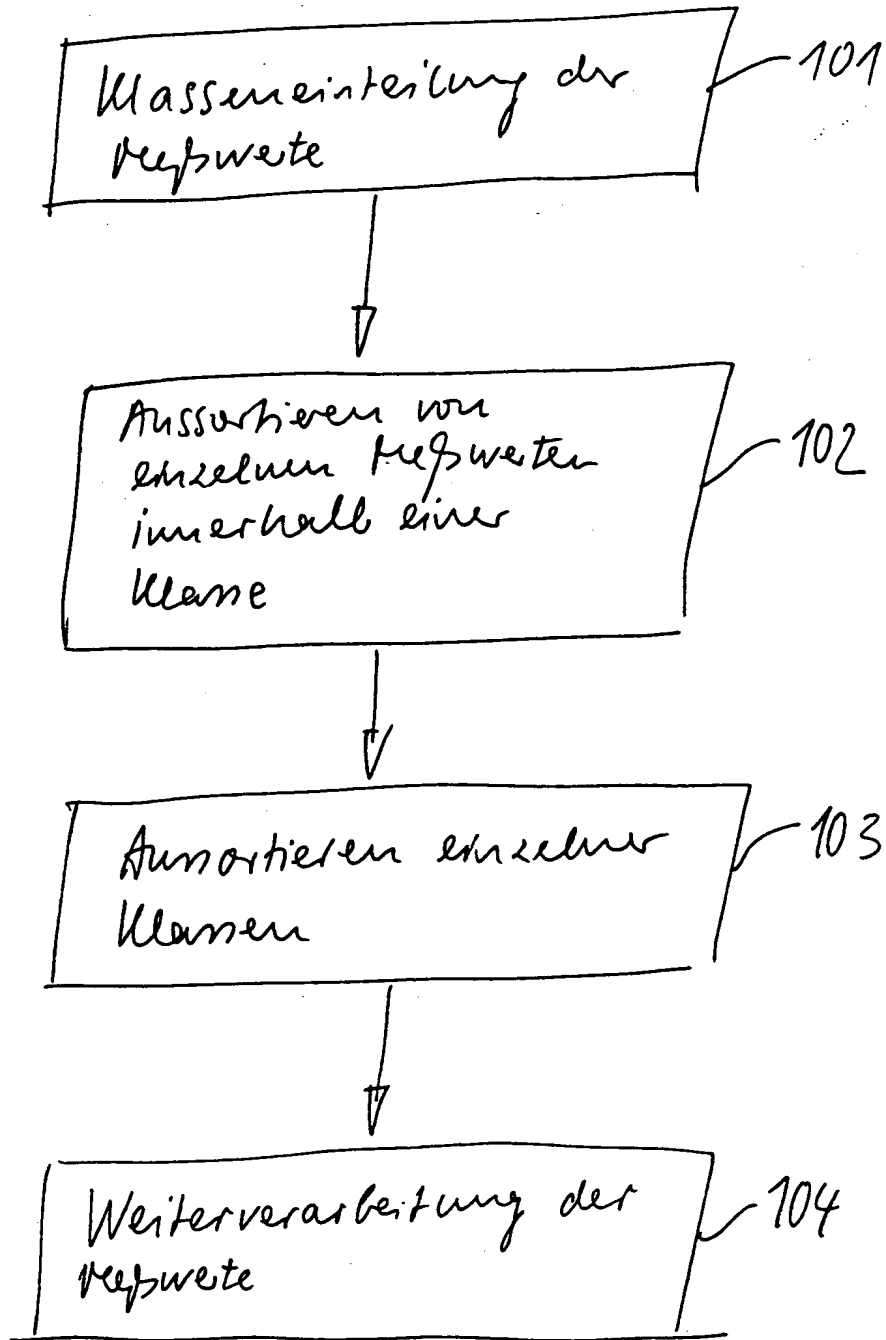 Klasseneinteilung der
Meßwerte
101
Aussortieren von
einzelnen Meßwerten
innerhalb einer
Klasse
102
Aussortieren einzelner
Klassen
103
Weiterverarbeitung der
Meßwerte
104